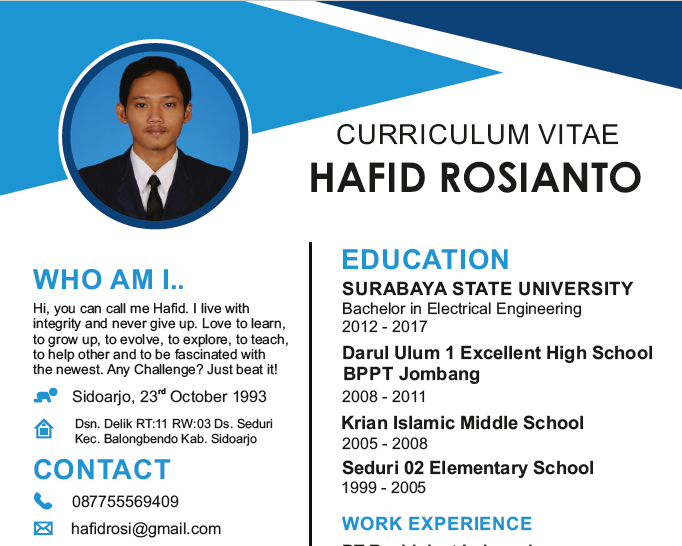 CURRICULUM VITAE
HAFID ROSIANTO
WHO AM I..
Hi, you can call me Hafid. I live with
integrity and never give up. Love to learn,
to grow up, to evolve, to explore, to teach,
to help other and to be fascinated with
the newest. Any Challenge? Just beat it!
Sidoarjo, 23rd October 1993
Dsn. Delik RT:11 RW:03 Ds. Seduri
Kec. Balongbendo Kab. Sidoarjo
CONTACT
087755569409
hafidrosi@gmail.com
EDUCATION
SURABAYA STATE UNIVERSITY
Bachelor in Electrical Engineering
2012 - 2017
Darul Ulum 1 Excellent High School
BPPT Jombang
2008 - 2011
Krian Islamic Middle School
2005 - 2008
Seduri 02 Elementary School
1999 - 2005
WORK EXPERIENCE